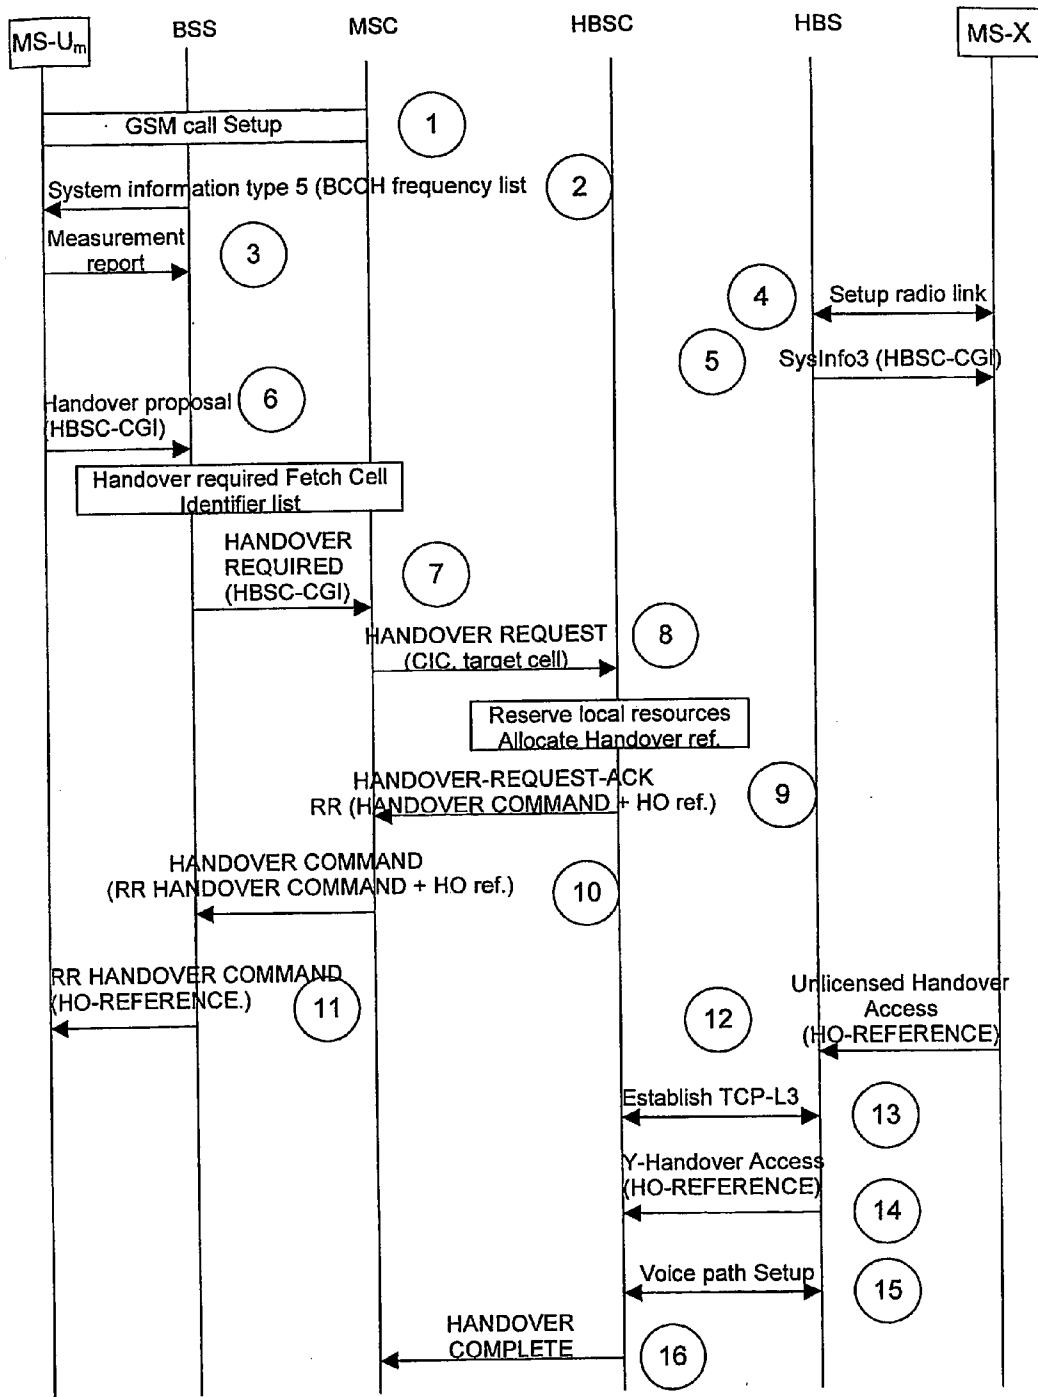 MS-Um
BSS
MSC
HBSC
HBS
MS-X
GSM call Setup
1
System information type 5 (BCCH frequency list
2
Measurement
report
3
4
Setup radio link
5
SysInfo3 (HBSC-CGI)
Handover proposal
(HBSC-CGI)
6
Handover required Fetch Cell
Identifier list
HANDOVER
REQUIRED
(HBSC-CGI)
7
HANDOVER REQUEST
(CIC, target cell)
8
Reserve local resources
Allocate Handover ref.
HANDOVER-REQUEST-ACK
RR (HANDOVER COMMAND + HO ref.)
9
HANDOVER COMMAND
(RR HANDOVER COMMAND + HO ref.)
10
RR HANDOVER COMMAND
(HO-REFERENCE.)
11
12
Unlicensed Handover
Access
(HO-REFERENCE)
Establish TCP-L3
13
Y-Handover Access
(HO-REFERENCE)
14
Voice path Setup
15
HANDOVER
COMPLETE
16